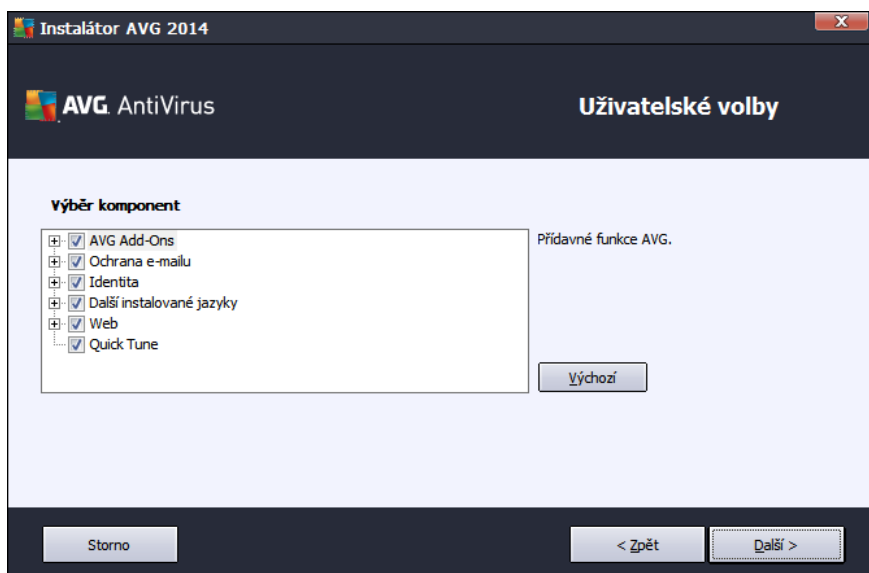 Instalátor AVG 2014
X
AVG. AntiVirus
Uživatelské volby
Výběr komponent
AVG Add-Ons
Ochrana e-mailu
Identita
Další instalované jazyky
Web
Quick Tune
Přídavné funkce AVG.
Výchozí
Storno
< Zpět
Další >